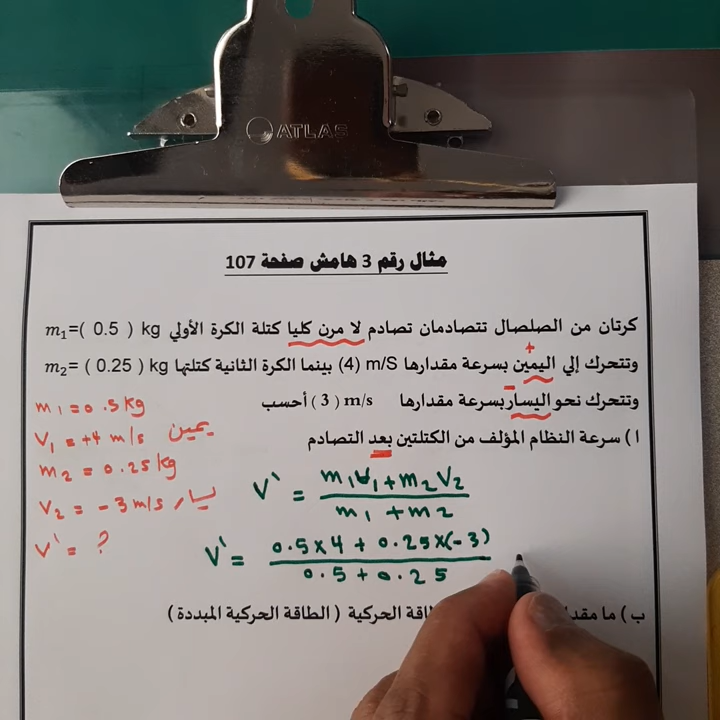 ATLAS
مثال رقم 3 هامش صفحة 107
كرتان من الصلصال تتصادمان تصادم لا مرن كليا كتلة الكرة الأولي m₁=( 0.5 ) kg
+
وتتحرك إلي اليمين بسرعة مقدارها (4) m/S بينما الكرة الثانية كتلتها m₂= ( 0.25 ) kg
-
وتتحرك نحو اليسار بسرعة مقدارها ( 3 ) m/s أحسب
ا ) سرعة النظام المؤلف من الكتلتين بعد التصادم
m₁ = 0.5 kg
V₁ = +4 m/s يمين
m₂ = 0.25 kg
V₂ = -3 m/s يسار
V` = ?
V` = m₁V₁ + m₂V₂ / m₁ + m₂
V` = 0.5×4 + 0.25×(-3) / 0.5 + 0.25
ب ) ما الحركية ( الطاقة الحركية المبددة )